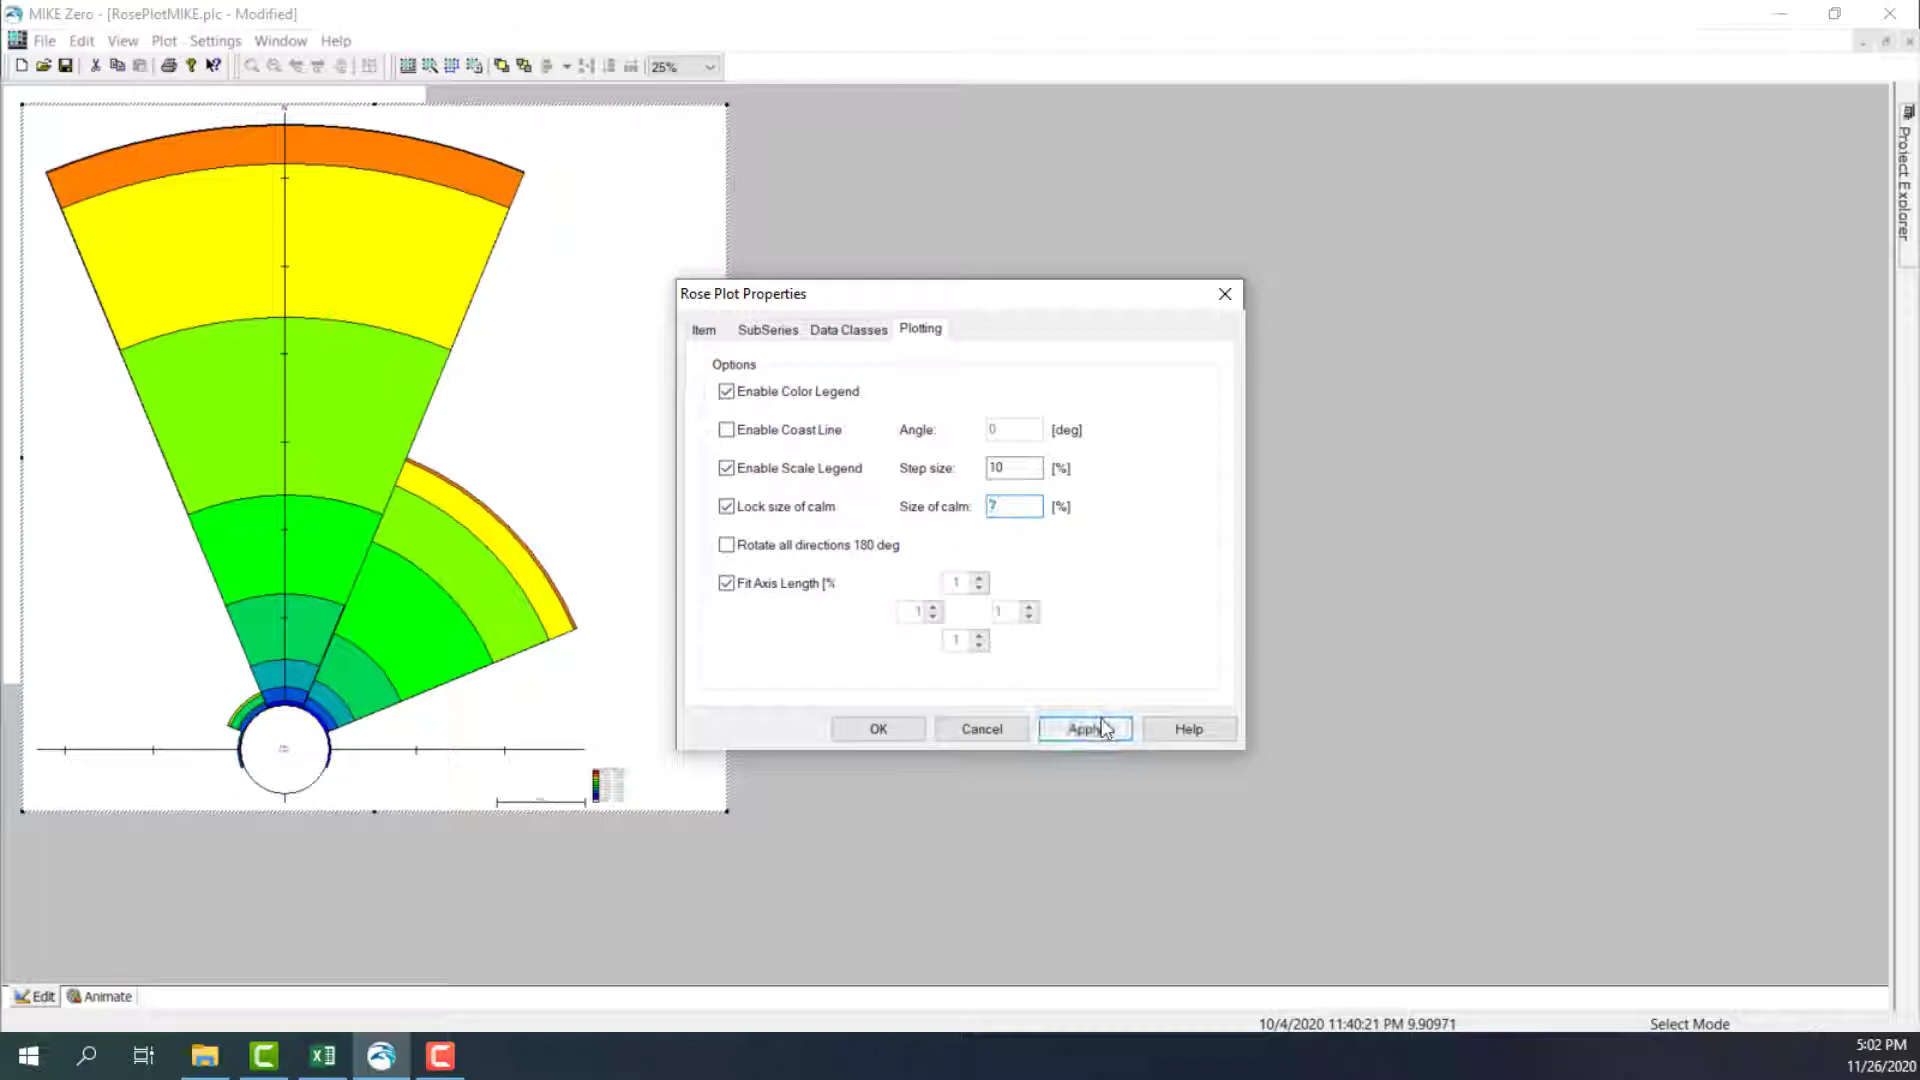 MIKE Zero - [RosePlotMIKE.plc - Modified]
File Edit View Plot Settings Window Help
25%
Project Explorer
N
Rose Plot Properties
Item SubSeries Data Classes Plotting
Options
Enable Color Legend
Enable Coast Line Angle: 0 [deg]
Enable Scale Legend Step size: 10 [%]
Lock size of calm Size of calm: 7 [%]
Rotate all directions 180 deg
Fit Axis Length [% 1
1 1
1
OK Cancel Apply Help
Edit Animate
10/4/2020 11:40:21 PM 9.90971 Select Mode
5:02 PM
11/26/2020